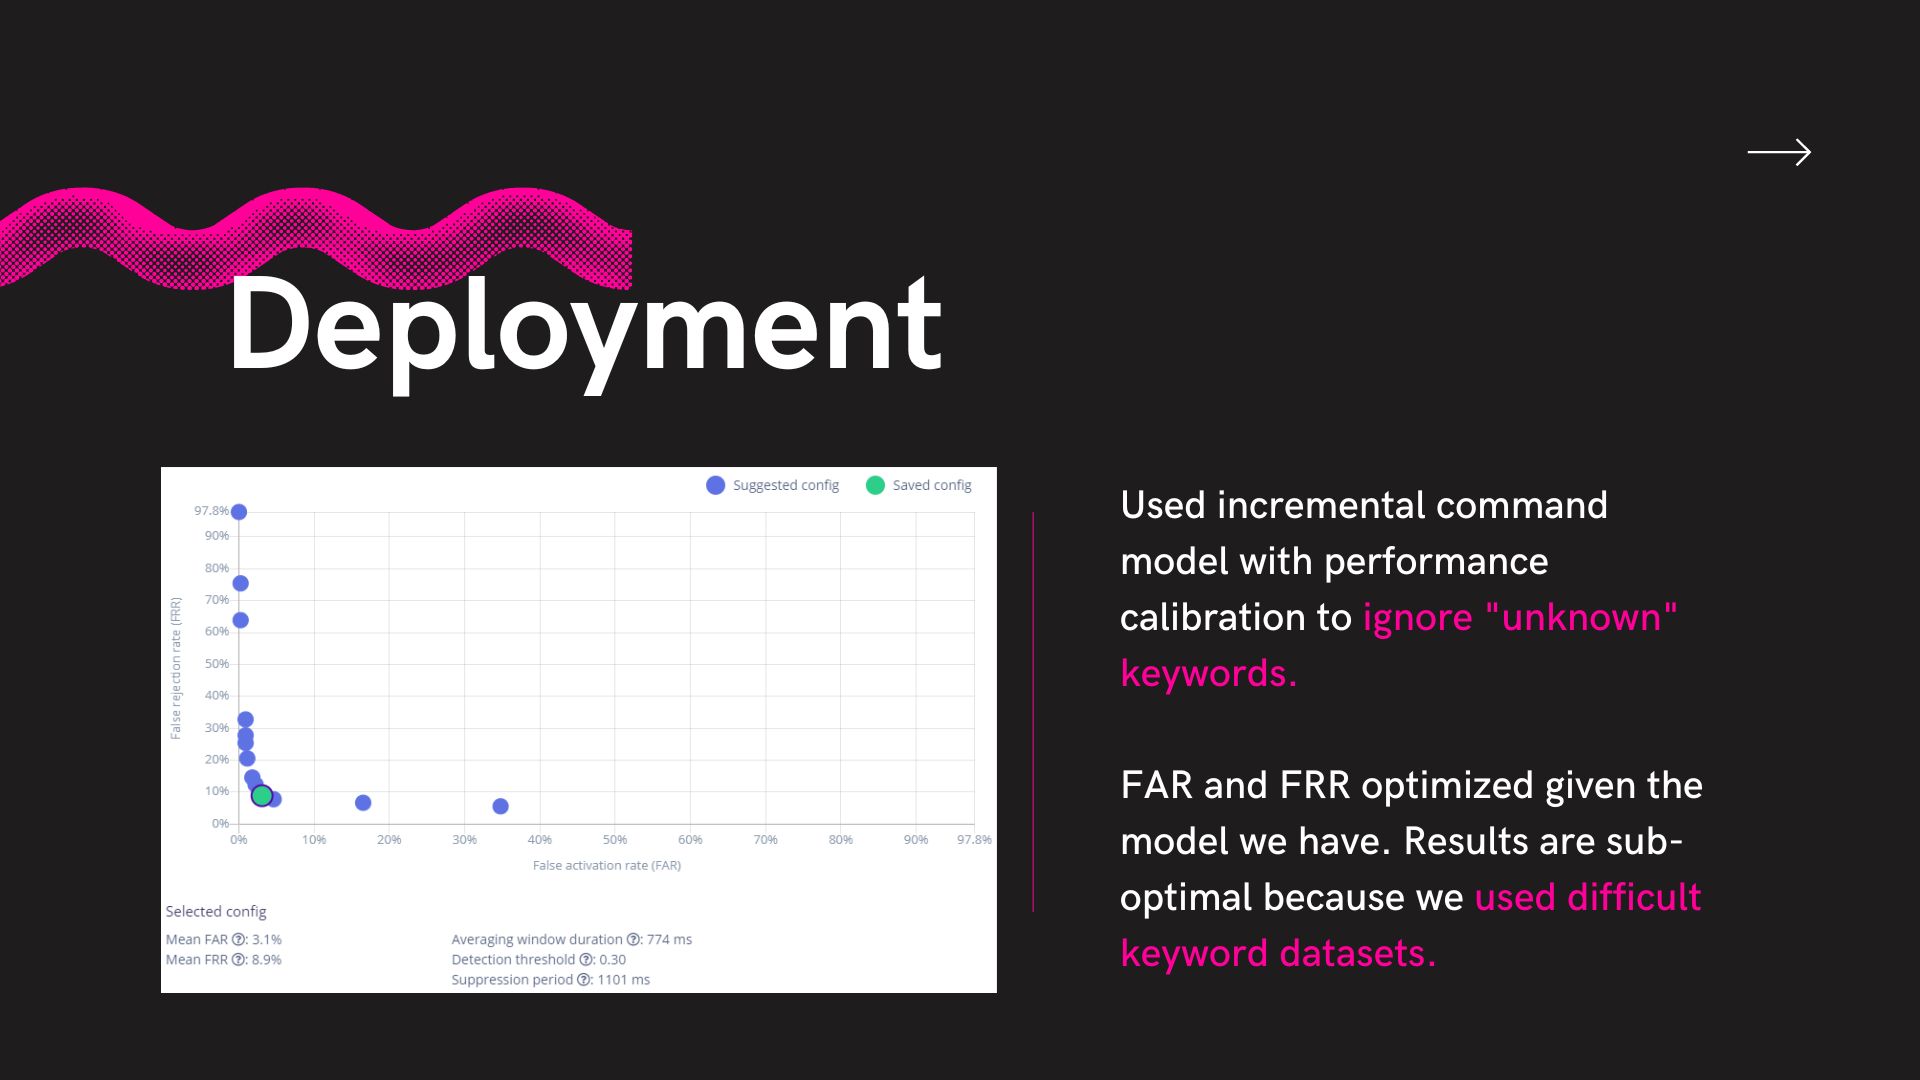 Deployment
Suggested config
Saved config
97.8%
90%
80%
70%
60%
50%
40%
30%
20%
10%
0%
False rejection rate (FRR)
0%
10%
20%
30%
40%
50%
60%
70%
80%
90%
97.8%
False activation rate (FAR)
Selected config
Mean FAR ?: 3.1%
Mean FRR ?: 8.9%
Averaging window duration ?: 774 ms
Detection threshold ?: 0.30
Suppression period ?: 1101 ms
Used incremental command
model with performance
calibration to ignore "unknown"
keywords.
FAR and FRR optimized given the
model we have. Results are sub-
optimal because we used difficult
keyword datasets.